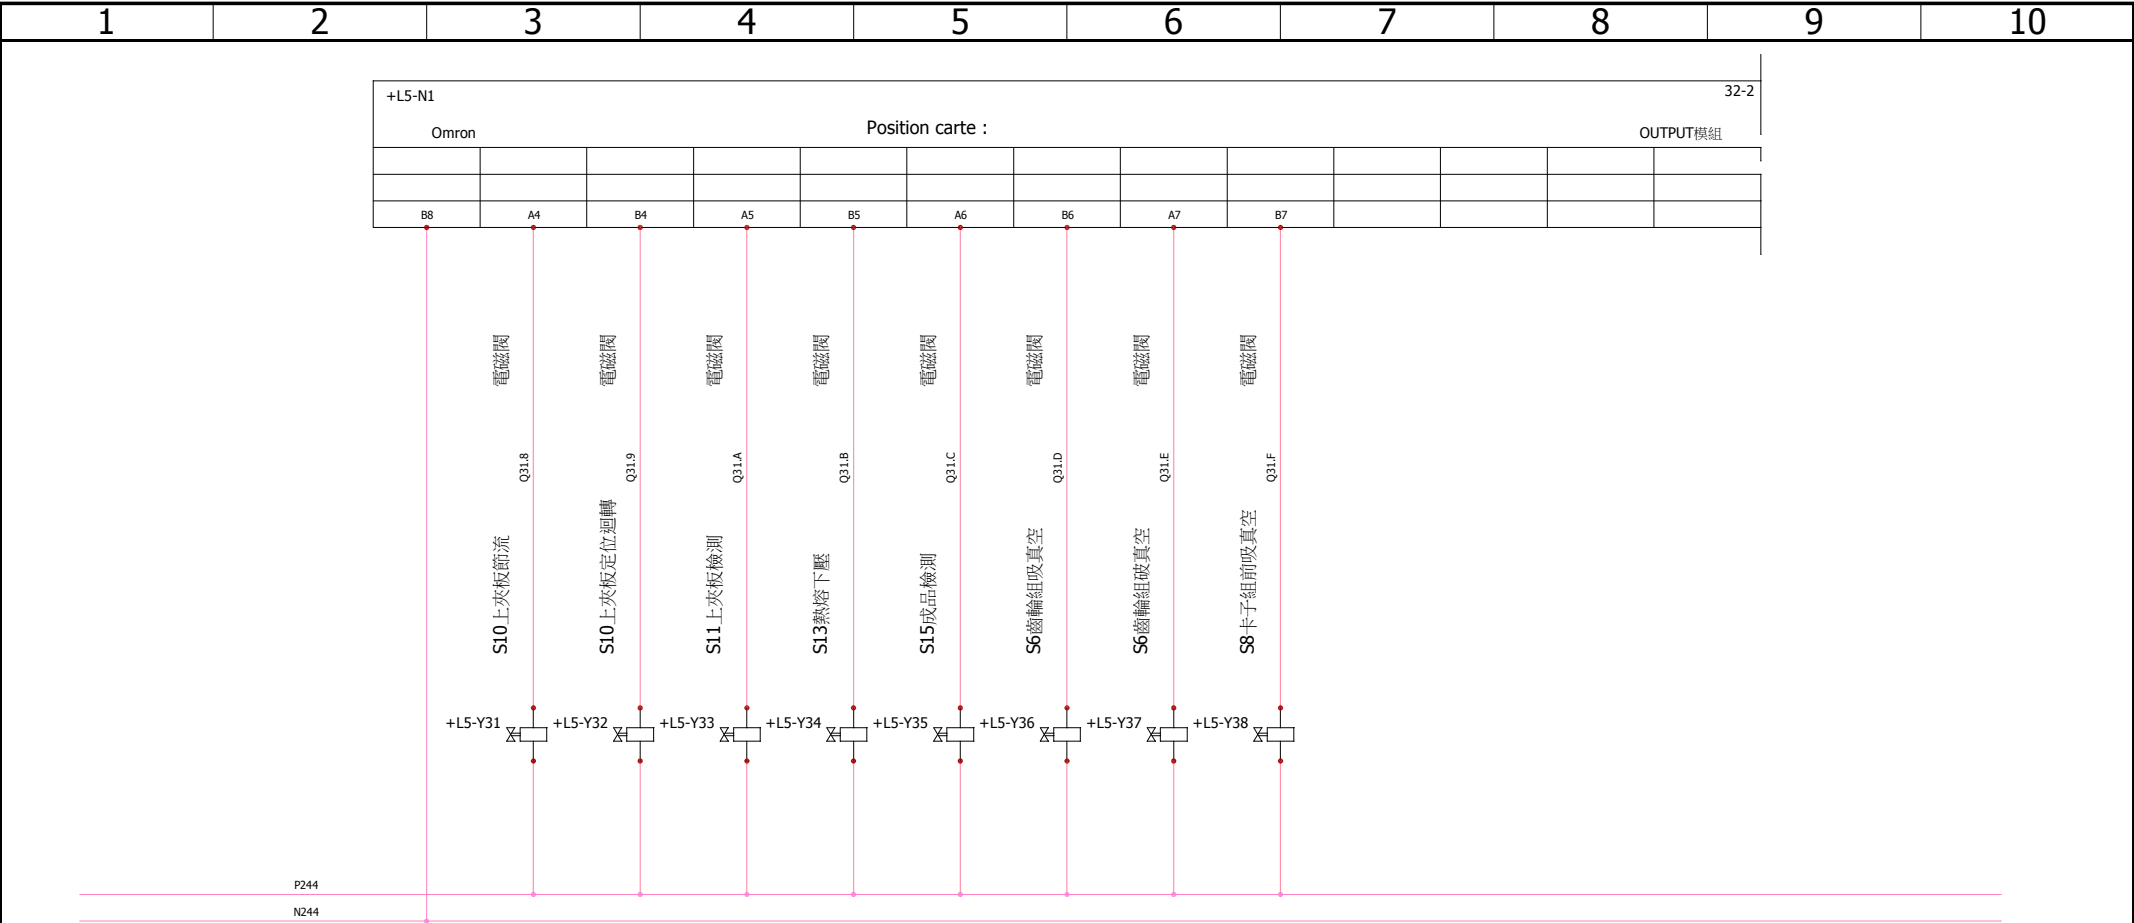 1 2 3 4 5 6 7 8 9 10
+L5-N1 32-2
Omron Position carte : OUTPUT模組
B8 A4 B4 A5 B5 A6 B6 A7 B7
電磁閥 電磁閥 電磁閥 電磁閥 電磁閥 電磁閥 電磁閥 電磁閥
Q31.8 Q31.9 Q31.A Q31.B Q31.C Q31.D Q31.E Q31.F
S10上夾板節流
S10上夾板定位迴轉
S11上夾板檢測
S13熱熔下壓
S15成品檢測
S6齒輪組吸真空
S6齒輪組破真空
S8卡子組前吸真空
+L5-Y31 +L5-Y32 +L5-Y33 +L5-Y34 +L5-Y35 +L5-Y36 +L5-Y37 +L5-Y38
P244
N244